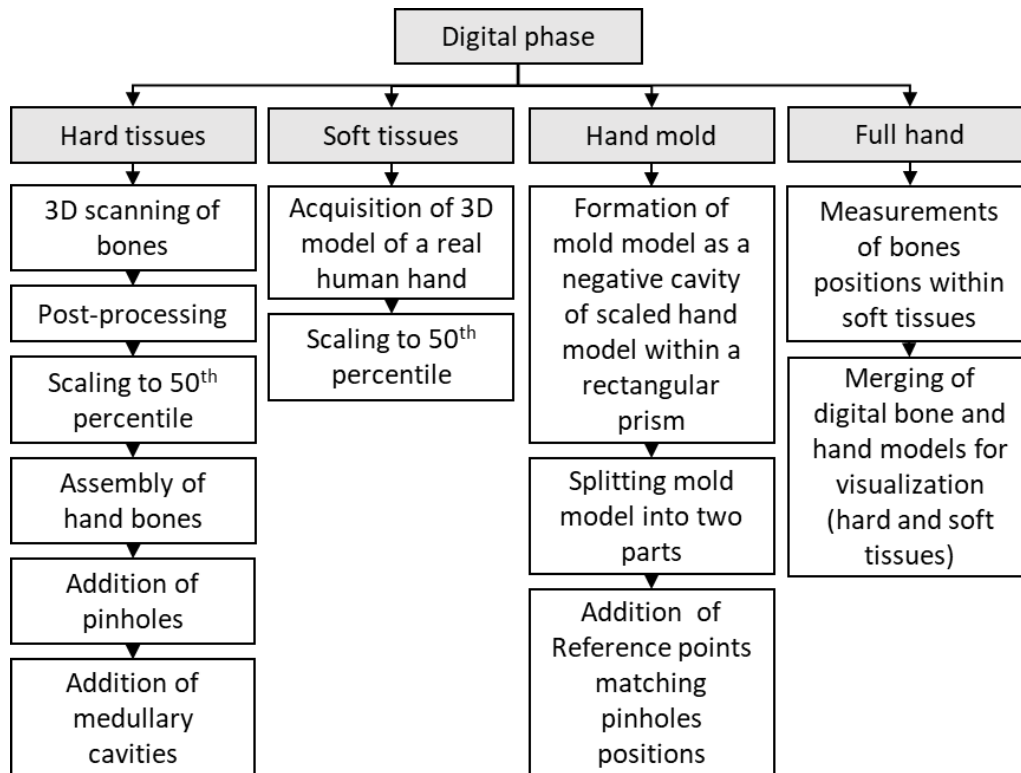 Digital phase
Hard tissues
3D scanning of
bones
Post-processing
Scaling to 50th
percentile
Assembly of
hand bones
Addition of
pinholes
Addition of
medullary
cavities
Soft tissues
Acquisition of 3D
model of a real
human hand
Scaling to 50th
percentile
Hand mold
Formation of
mold model as a
negative cavity
of scaled hand
model within a
rectangular
prism
Splitting mold
model into two
parts
Addition of
Reference points
matching
pinholes
positions
Full hand
Measurements
of bones
positions within
soft tissues
Merging of
digital bone and
hand models for
visualization
(hard and soft
tissues)